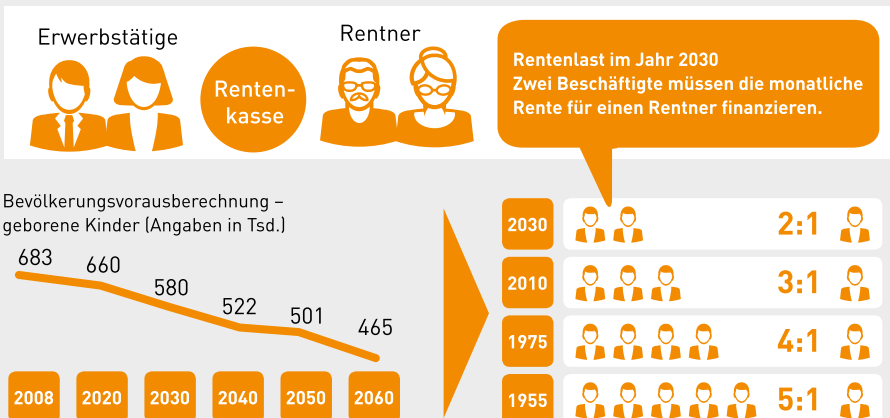 Erwerbstätige
Renten-
kasse
Rentner
Rentenlast im Jahr 2030
Zwei Beschäftigte müssen die monatliche
Rente für einen Rentner finanzieren.
Bevölkerungsvorausberechnung –
geborene Kinder (Angaben in Tsd.)
683
660
580
522
501
465
2008
2020
2030
2040
2050
2060
2030
2:1
2010
3:1
1975
4:1
1955
5:1